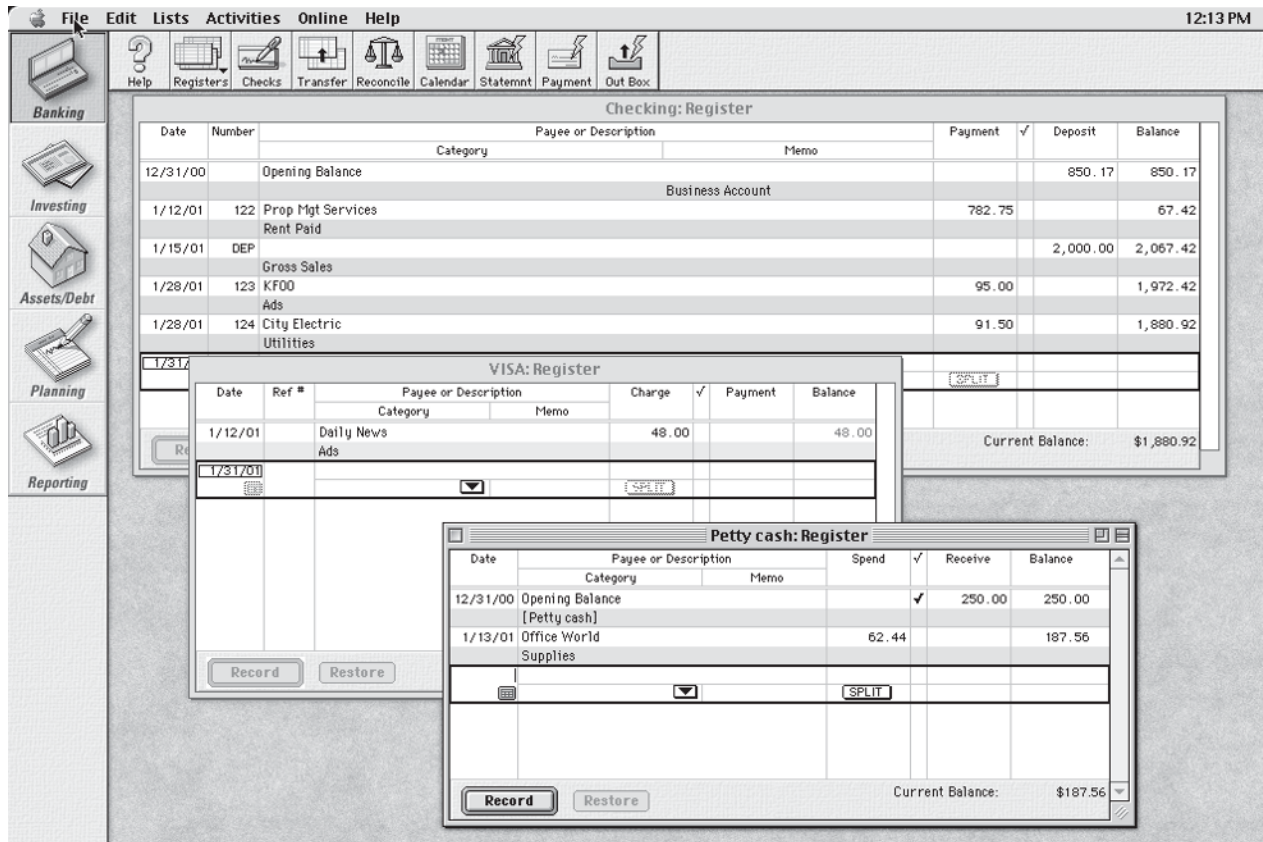 File Edit Lists Activities Online Help 12:13 PM
Help Registers Checks Transfer Reconcile Calendar Statemnt Payment Out Box
Banking
Investing
Assets/Debt
Planning
Reporting
Checking: Register
Date Number Payee or Description Payment ✓ Deposit Balance
Category Memo
12/31/00 Opening Balance 850.17 850.17
Business Account
1/12/01 122 Prop Mgt Services 782.75 67.42
Rent Paid
1/15/01 DEP 2,000.00 2,067.42
Gross Sales
1/28/01 123 KFOO 95.00 1,972.42
Ads
1/28/01 124 City Electric 91.50 1,880.92
Utilities
1/31/
SPLIT
Current Balance: $1,880.92
VISA: Register
Date Ref # Payee or Description Charge ✓ Payment Balance
Category Memo
1/12/01 Daily News 48.00 48.00
Ads
1/31/01
SPLIT
Record Restore
Petty cash: Register
Date Payee or Description Spend ✓ Receive Balance
Category Memo
12/31/00 Opening Balance ✓ 250.00 250.00
[Petty cash]
1/13/01 Office World 62.44 187.56
Supplies
SPLIT
Record Restore Current Balance: $187.56